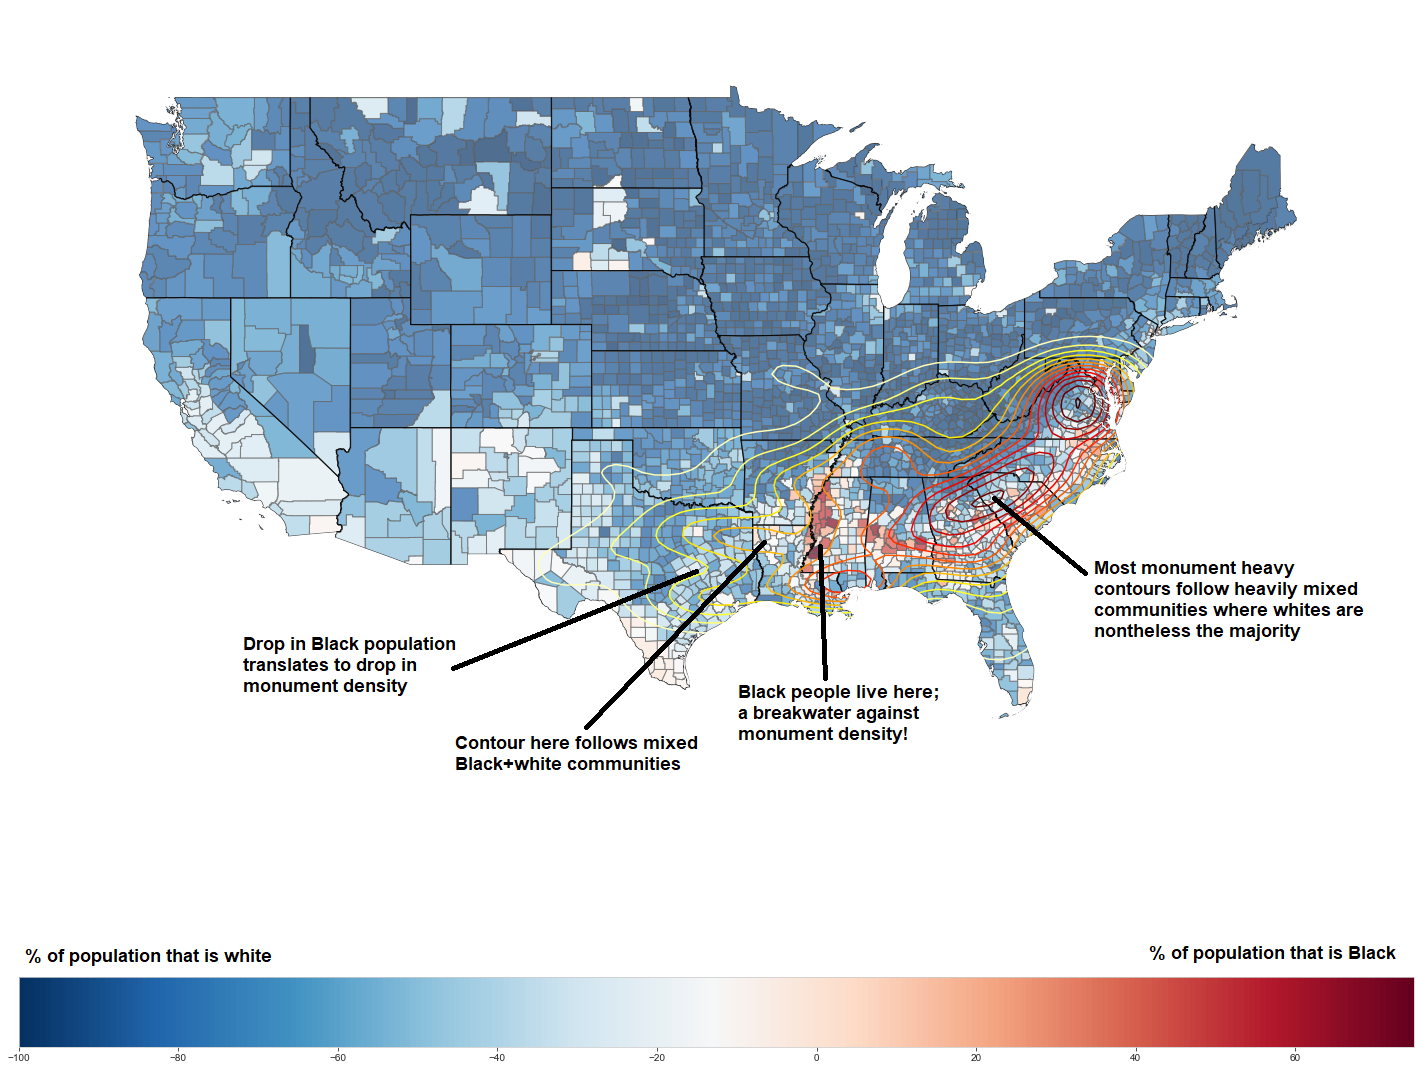 Most monument heavy
contours follow heavily mixed
communities where whites are
nontheless the majority
Drop in Black population
translates to drop in
monument density
Black people live here;
a breakwater against
monument density!
Contour here follows mixed
Black+white communities
% of population that is white
% of population that is Black
−100 −80 −60 −40 −20 0 20 40 60